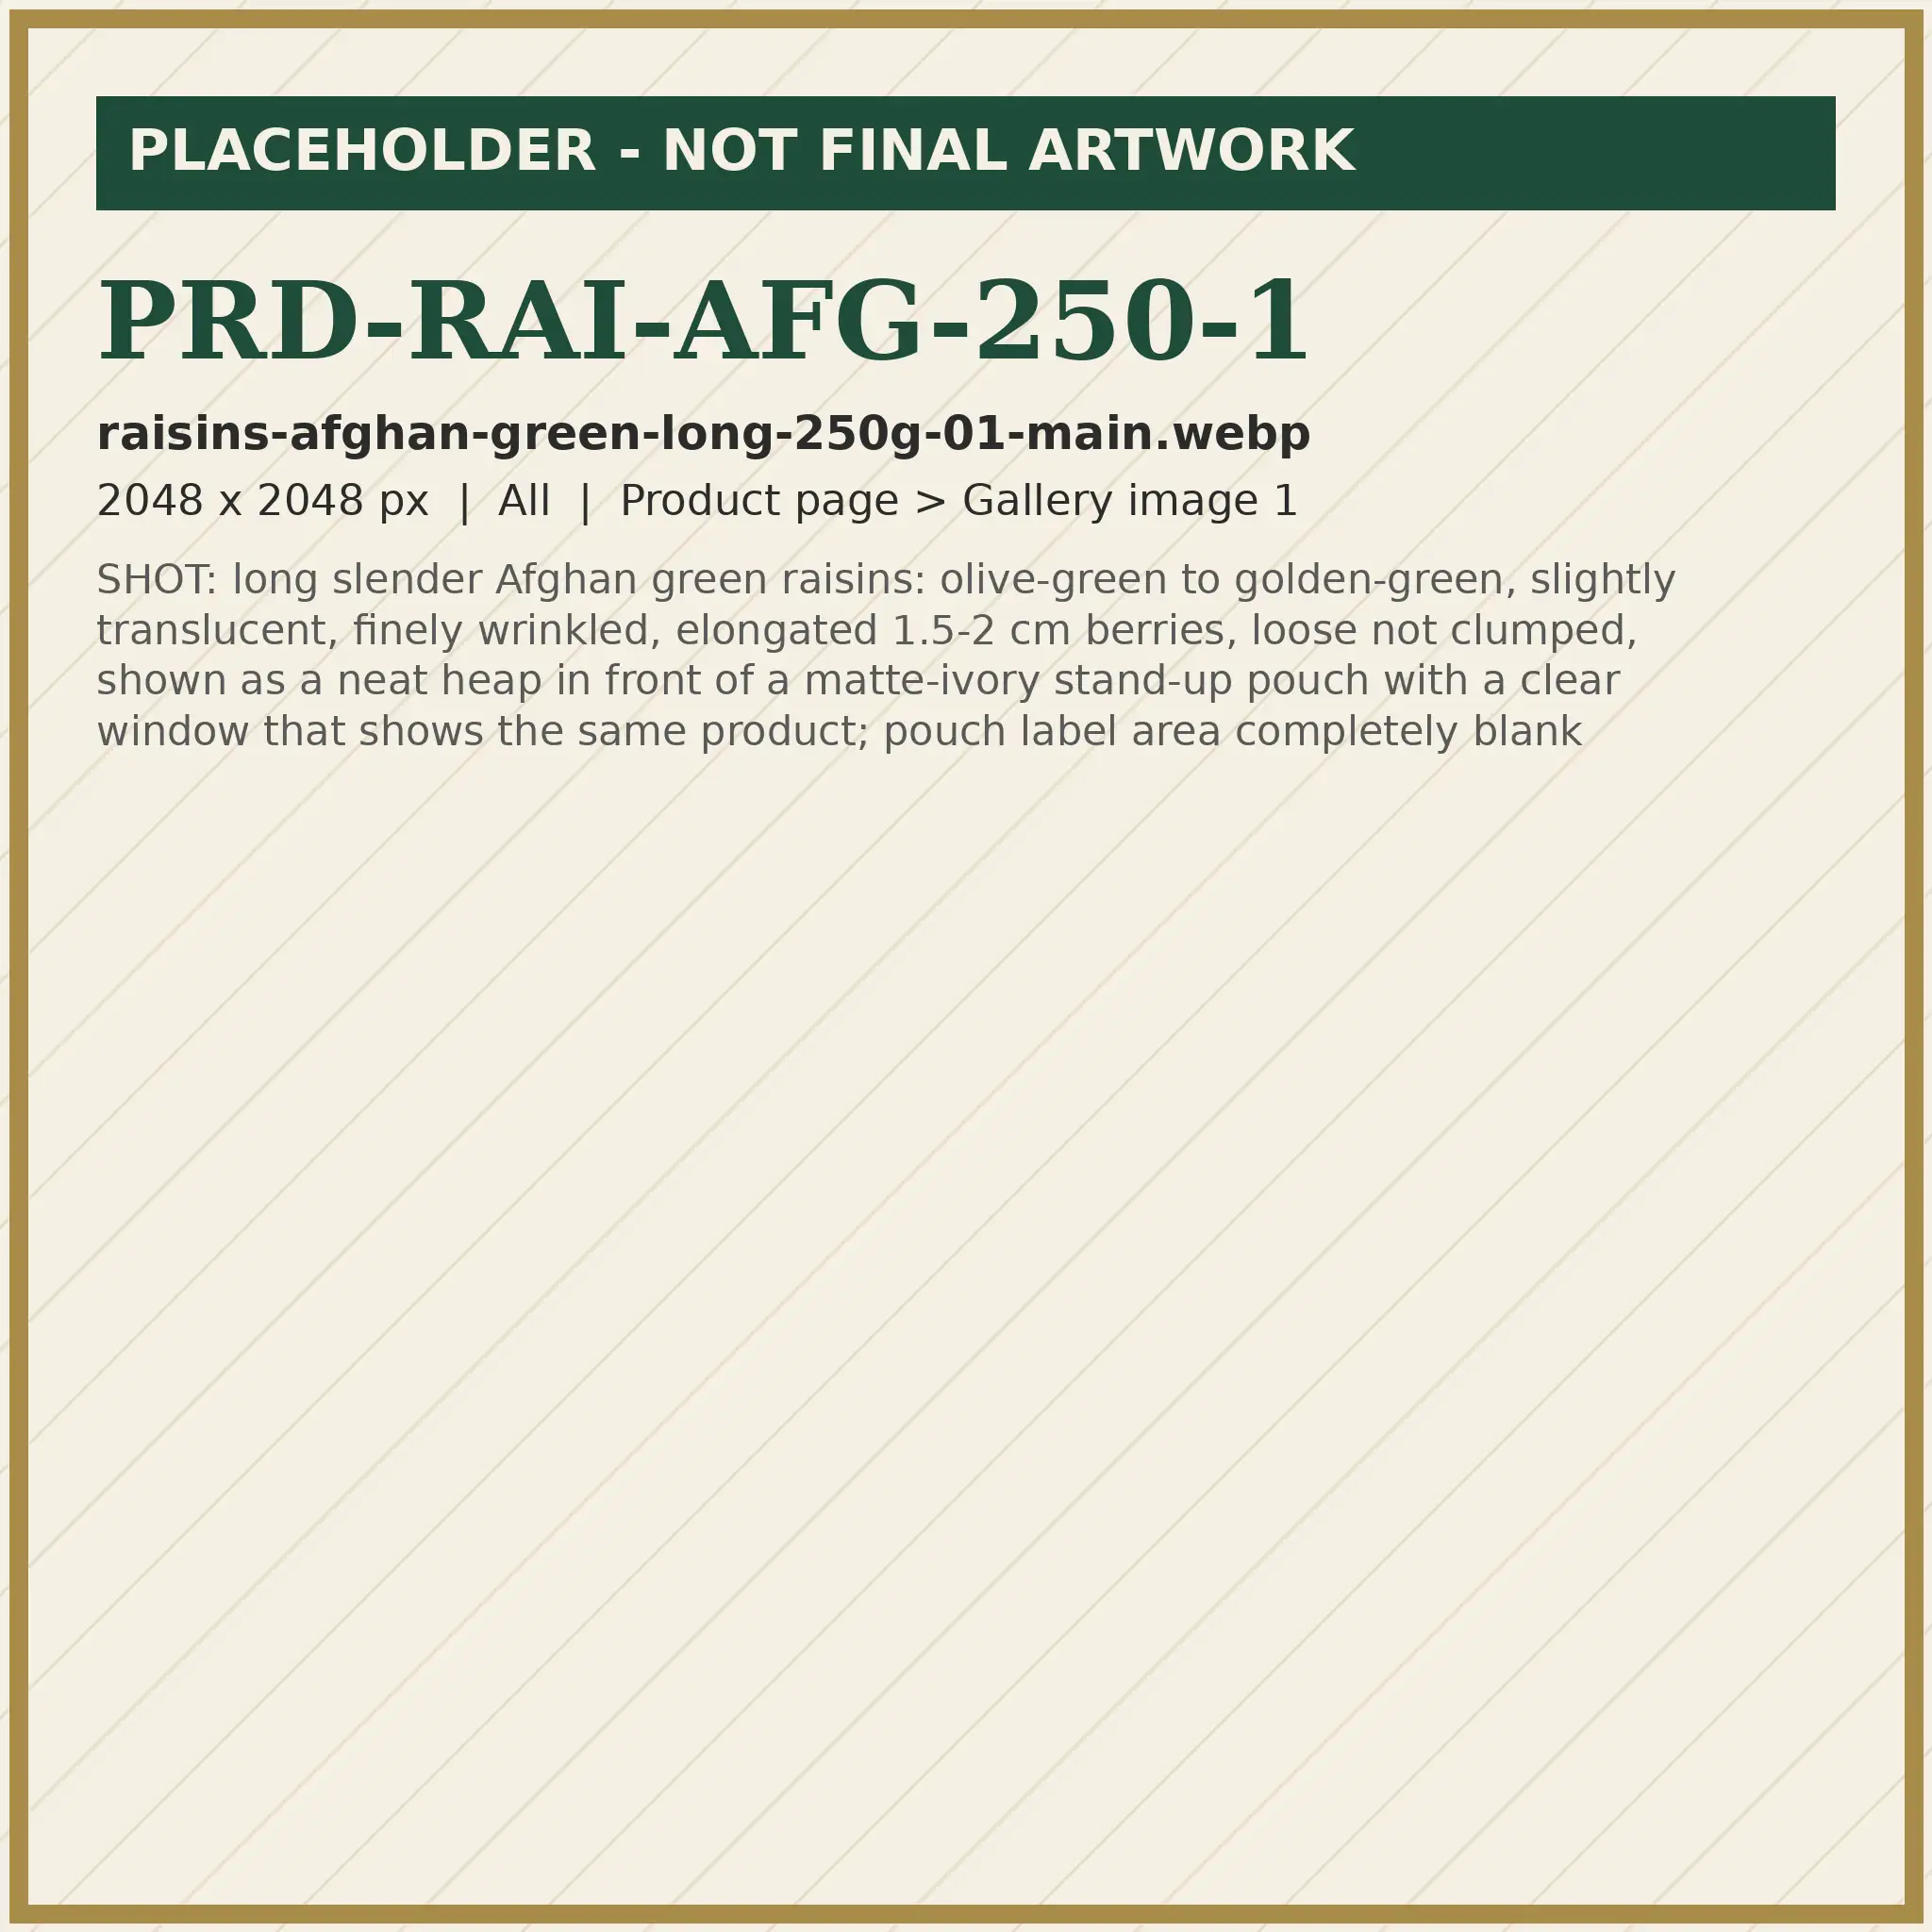 PLACEHOLDER - NOT FINAL ARTWORK
PRD-RAI-AFG-250-1
raisins-afghan-green-long-250g-01-main.webp
2048 x 2048 px | All | Product page > Gallery image 1
SHOT: long slender Afghan green raisins: olive-green to golden-green, slightly
translucent, finely wrinkled, elongated 1.5-2 cm berries, loose not clumped,
shown as a neat heap in front of a matte-ivory stand-up pouch with a clear
window that shows the same product; pouch label area completely blank